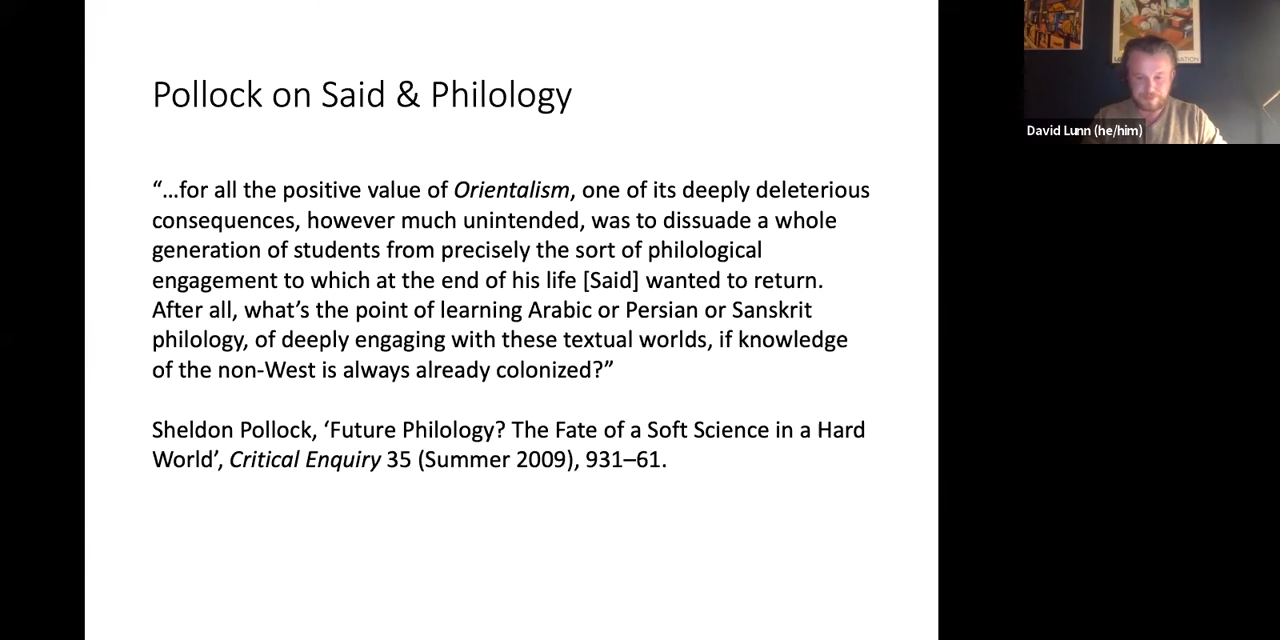 Pollock on Said & Philology
“…for all the positive value of Orientalism, one of its deeply deleterious
consequences, however much unintended, was to dissuade a whole
generation of students from precisely the sort of philological
engagement to which at the end of his life [Said] wanted to return.
After all, what’s the point of learning Arabic or Persian or Sanskrit
philology, of deeply engaging with these textual worlds, if knowledge
of the non-West is always already colonized?”
Sheldon Pollock, ‘Future Philology? The Fate of a Soft Science in a Hard
World’, Critical Enquiry 35 (Summer 2009), 931–61.
David Lunn (he/him)